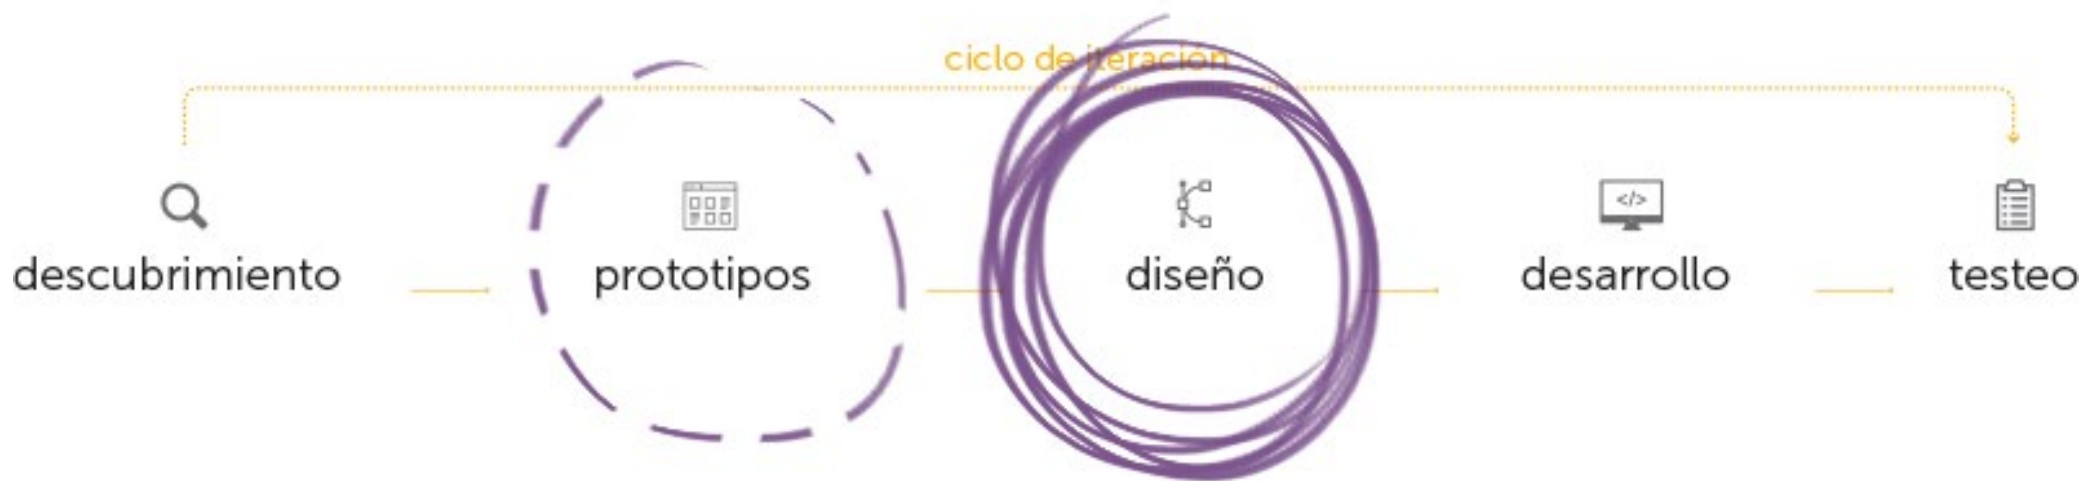 ciclo de iteración
descubrimiento
prototipos
diseño
</>
desarrollo
testeo